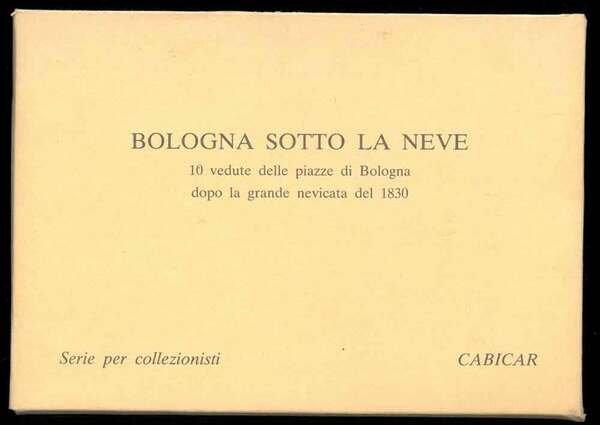 BOLOGNA SOTTO LA NEVE
10 vedute delle piazze di Bologna
dopo la grande nevicata del 1830
Serie per collezionisti CABICAR